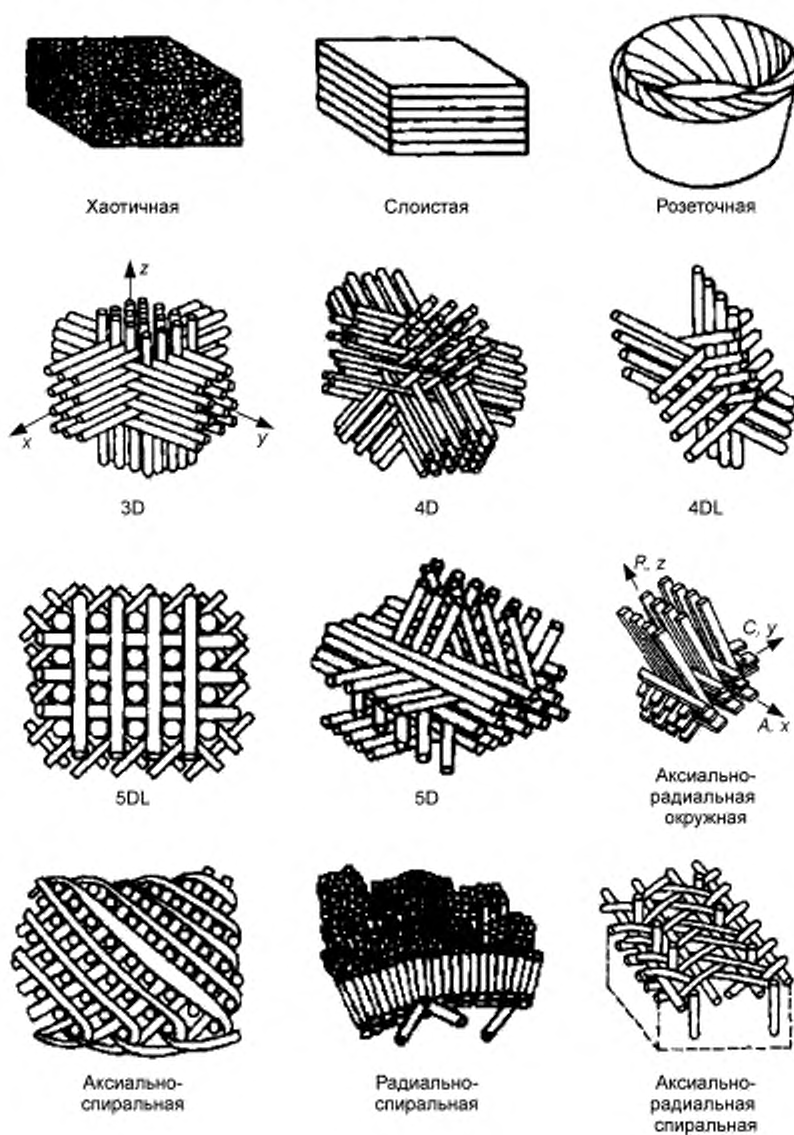 Хаотичная
Слоистая
Розеточная
z
x
y
3D
4D
4DL
R, z
C, y
A, x
5DL
5D
Аксиально-
радиальная
окружная
Аксиально-
спиральная
Радиально-
спиральная
Аксиально-
радиальная
спиральная